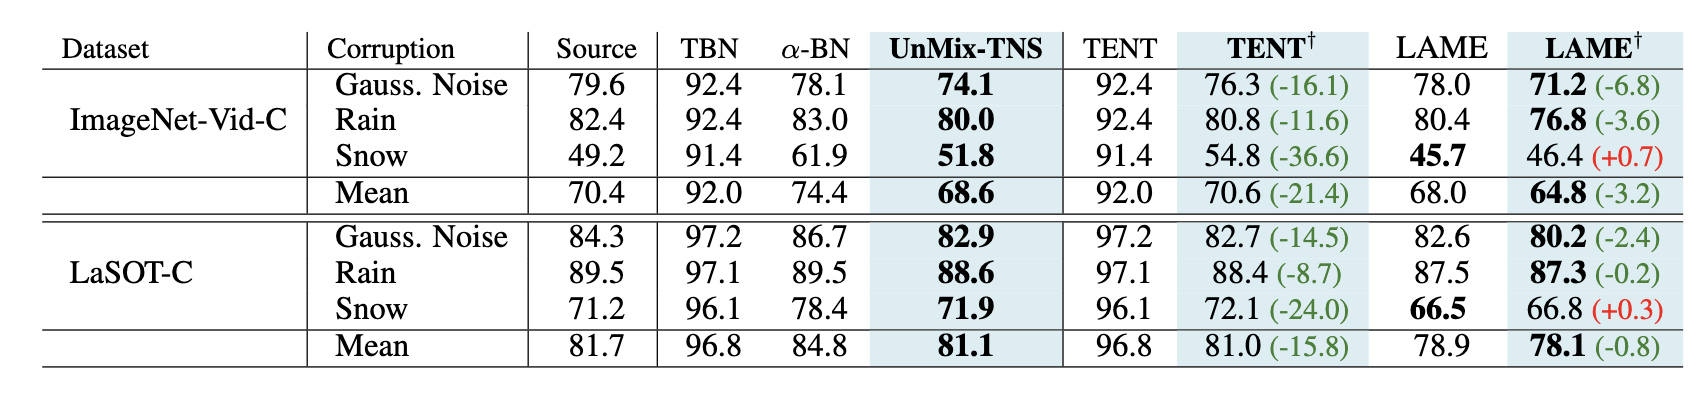 Dataset Corruption Source TBN α-BN UnMix-TNS TENT TENT† LAME LAME†
Gauss. Noise 79.6 92.4 78.1 74.1 92.4 76.3 (-16.1) 78.0 71.2 (-6.8)
ImageNet-Vid-C Rain 82.4 92.4 83.0 80.0 92.4 80.8 (-11.6) 80.4 76.8 (-3.6)
Snow 49.2 91.4 61.9 51.8 91.4 54.8 (-36.6) 45.7 46.4 (+0.7)
Mean 70.4 92.0 74.4 68.6 92.0 70.6 (-21.4) 68.0 64.8 (-3.2)
Gauss. Noise 84.3 97.2 86.7 82.9 97.2 82.7 (-14.5) 82.6 80.2 (-2.4)
LaSOT-C Rain 89.5 97.1 89.5 88.6 97.1 88.4 (-8.7) 87.5 87.3 (-0.2)
Snow 71.2 96.1 78.4 71.9 96.1 72.1 (-24.0) 66.5 66.8 (+0.3)
Mean 81.7 96.8 84.8 81.1 96.8 81.0 (-15.8) 78.9 78.1 (-0.8)